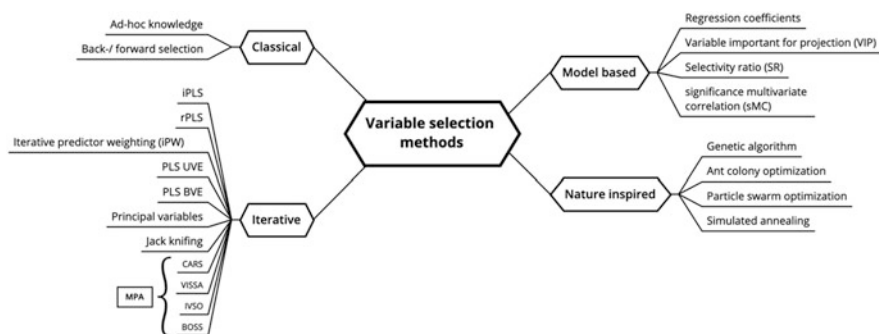 Ad-hoc knowledge
Back-/ forward selection
Classical
iPLS
rPLS
Iterative predictor weighting (iPW)
PLS UVE
PLS BVE
Principal variables
Jack knifing
CARS
VISSA
IVSO
BOSS
MPA
Iterative
Variable selection
methods
Model based
Regression coefficients
Variable important for projection (VIP)
Selectivity ratio (SR)
significance multivariate
correlation (sMC)
Nature inspired
Genetic algorithm
Ant colony optimization
Particle swarm optimization
Simulated annealing